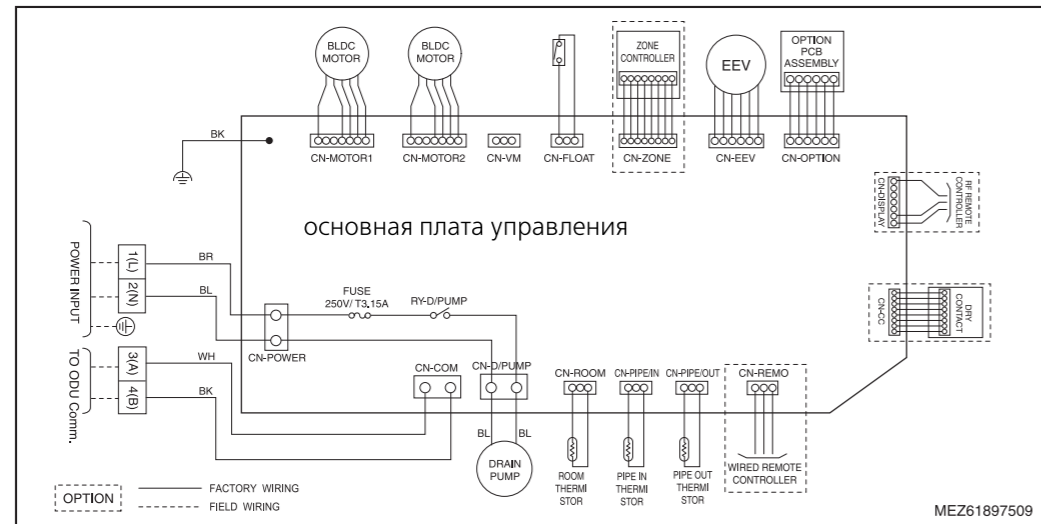 BLDC
MOTOR
BLDC
MOTOR
ZONE
CONTROLLER
EEV
OPTION
PCB
ASSEMBLY
BK
CN-MOTOR1
CN-MOTOR2
CN-VM
CN-FLOAT
CN-ZONE
CN-EEV
CN-OPTION
CN-DISPLAY
RF REMOTE
CONTROLLER
основная плата управления
POWER INPUT
1(L)
BR
2(N)
BL
FUSE
250V/ T3.15A
RY-D/PUMP
CN-CC
DRY
CONTACT
CN-POWER
TO ODU Comm.
3(A)
WH
4(B)
BK
CN-COM
CN-D/PUMP
CN-ROOM
CN-PIPE/IN
CN-PIPE/OUT
CN-REMO
BL
BL
DRAIN
PUMP
ROOM
THERMI
STOR
PIPE IN
THERMI
STOR
PIPE OUT
THERMI
STOR
WIRED REMOTE
CONTROLLER
OPTION
FACTORY WIRING
FIELD WIRING
MEZ61897509